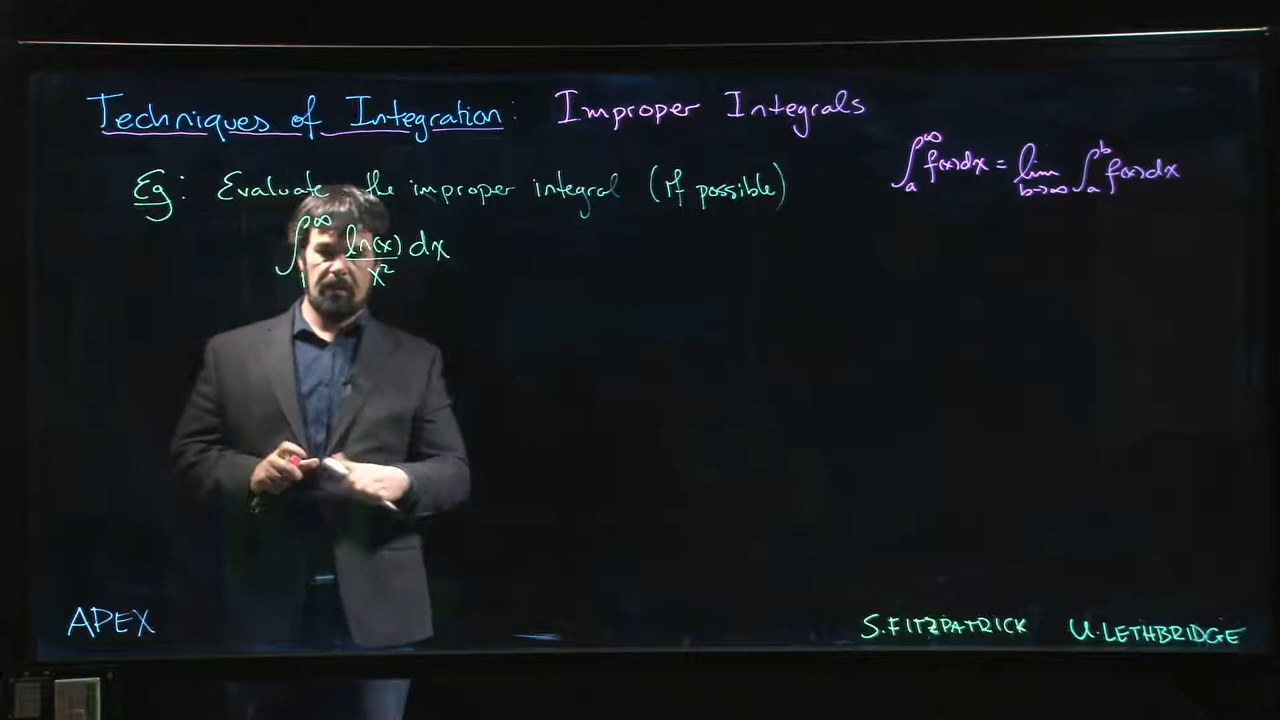 Techniques of Integration: Improper Integrals
∫_a^∞ f(x)dx = lim_{b→∞} ∫_a^b f(x)dx
Eg: Evaluate the improper integral (if possible)
∫_1^∞ ln(x)/x² dx
APEX
S.FITZPATRICK U.LETHBRIDGE